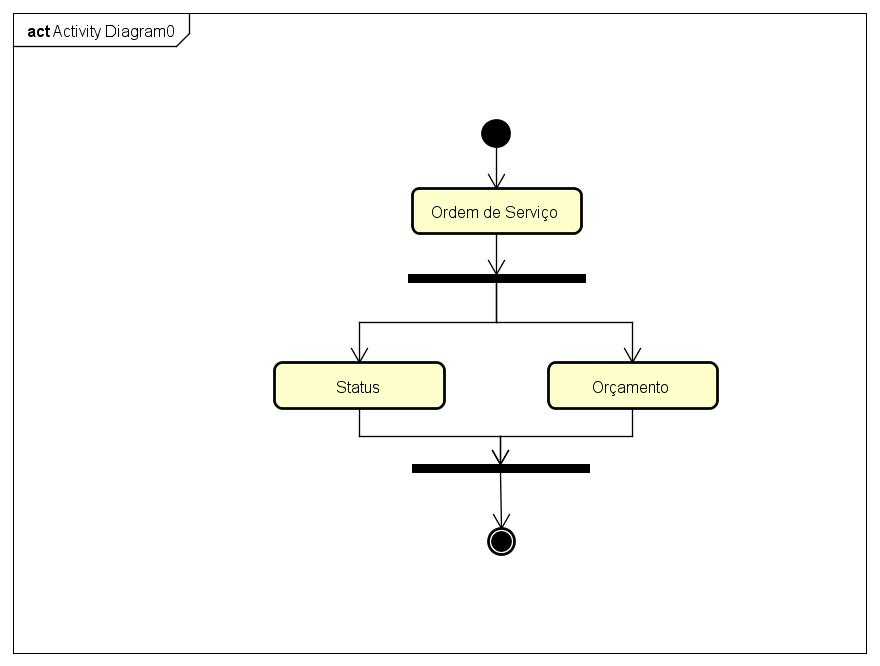 act Activity Diagram0
Ordem de Serviço
Status
Orçamento